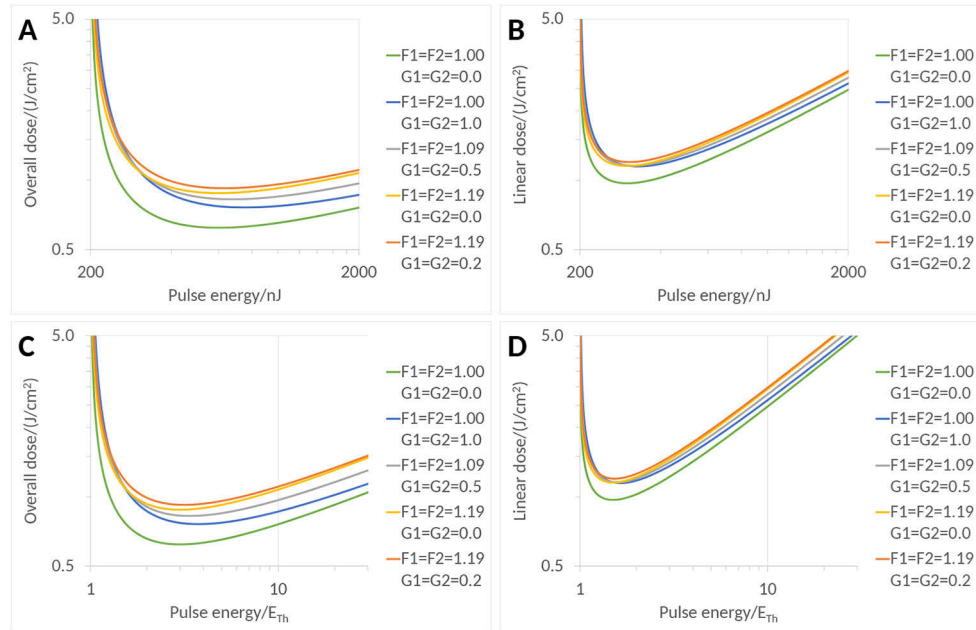 A
5.0
Overall dose/(J/cm²)
0.5
200
2000
Pulse energy/nJ
F1=F2=1.00
G1=G2=0.0
F1=F2=1.00
G1=G2=1.0
F1=F2=1.09
G1=G2=0.5
F1=F2=1.19
G1=G2=0.0
F1=F2=1.19
G1=G2=0.2
B
5.0
Linear dose/(J/cm²)
0.5
200
2000
Pulse energy/nJ
F1=F2=1.00
G1=G2=0.0
F1=F2=1.00
G1=G2=1.0
F1=F2=1.09
G1=G2=0.5
F1=F2=1.19
G1=G2=0.0
F1=F2=1.19
G1=G2=0.2
C
5.0
Overall dose/(J/cm²)
0.5
1
10
Pulse energy/E_Th
F1=F2=1.00
G1=G2=0.0
F1=F2=1.00
G1=G2=1.0
F1=F2=1.09
G1=G2=0.5
F1=F2=1.19
G1=G2=0.0
F1=F2=1.19
G1=G2=0.2
D
5.0
Linear dose/(J/cm²)
0.5
1
10
Pulse energy/E_Th
F1=F2=1.00
G1=G2=0.0
F1=F2=1.00
G1=G2=1.0
F1=F2=1.09
G1=G2=0.5
F1=F2=1.19
G1=G2=0.0
F1=F2=1.19
G1=G2=0.2